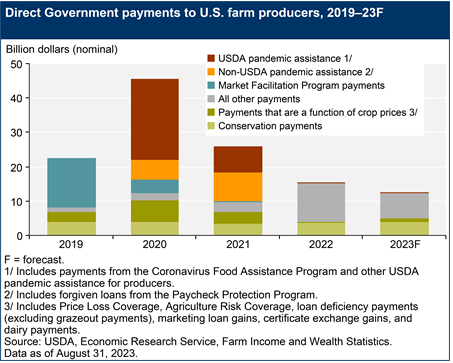 Direct Government payments to U.S. farm producers, 2019–23F
Billion dollars (nominal)
50
40
30
20
10
0
USDA pandemic assistance 1/
Non-USDA pandemic assistance 2/
Market Facilitation Program payments
All other payments
Payments that are a function of crop prices 3/
Conservation payments
2019 2020 2021 2022 2023F
F = forecast.
1/ Includes payments from the Coronavirus Food Assistance Program and other USDA
pandemic assistance for producers.
2/ Includes forgiven loans from the Paycheck Protection Program.
3/ Includes Price Loss Coverage, Agriculture Risk Coverage, loan deficiency payments
(excluding grazeout payments), marketing loan gains, certificate exchange gains, and
dairy payments.
Source: USDA, Economic Research Service, Farm Income and Wealth Statistics.
Data as of August 31, 2023.